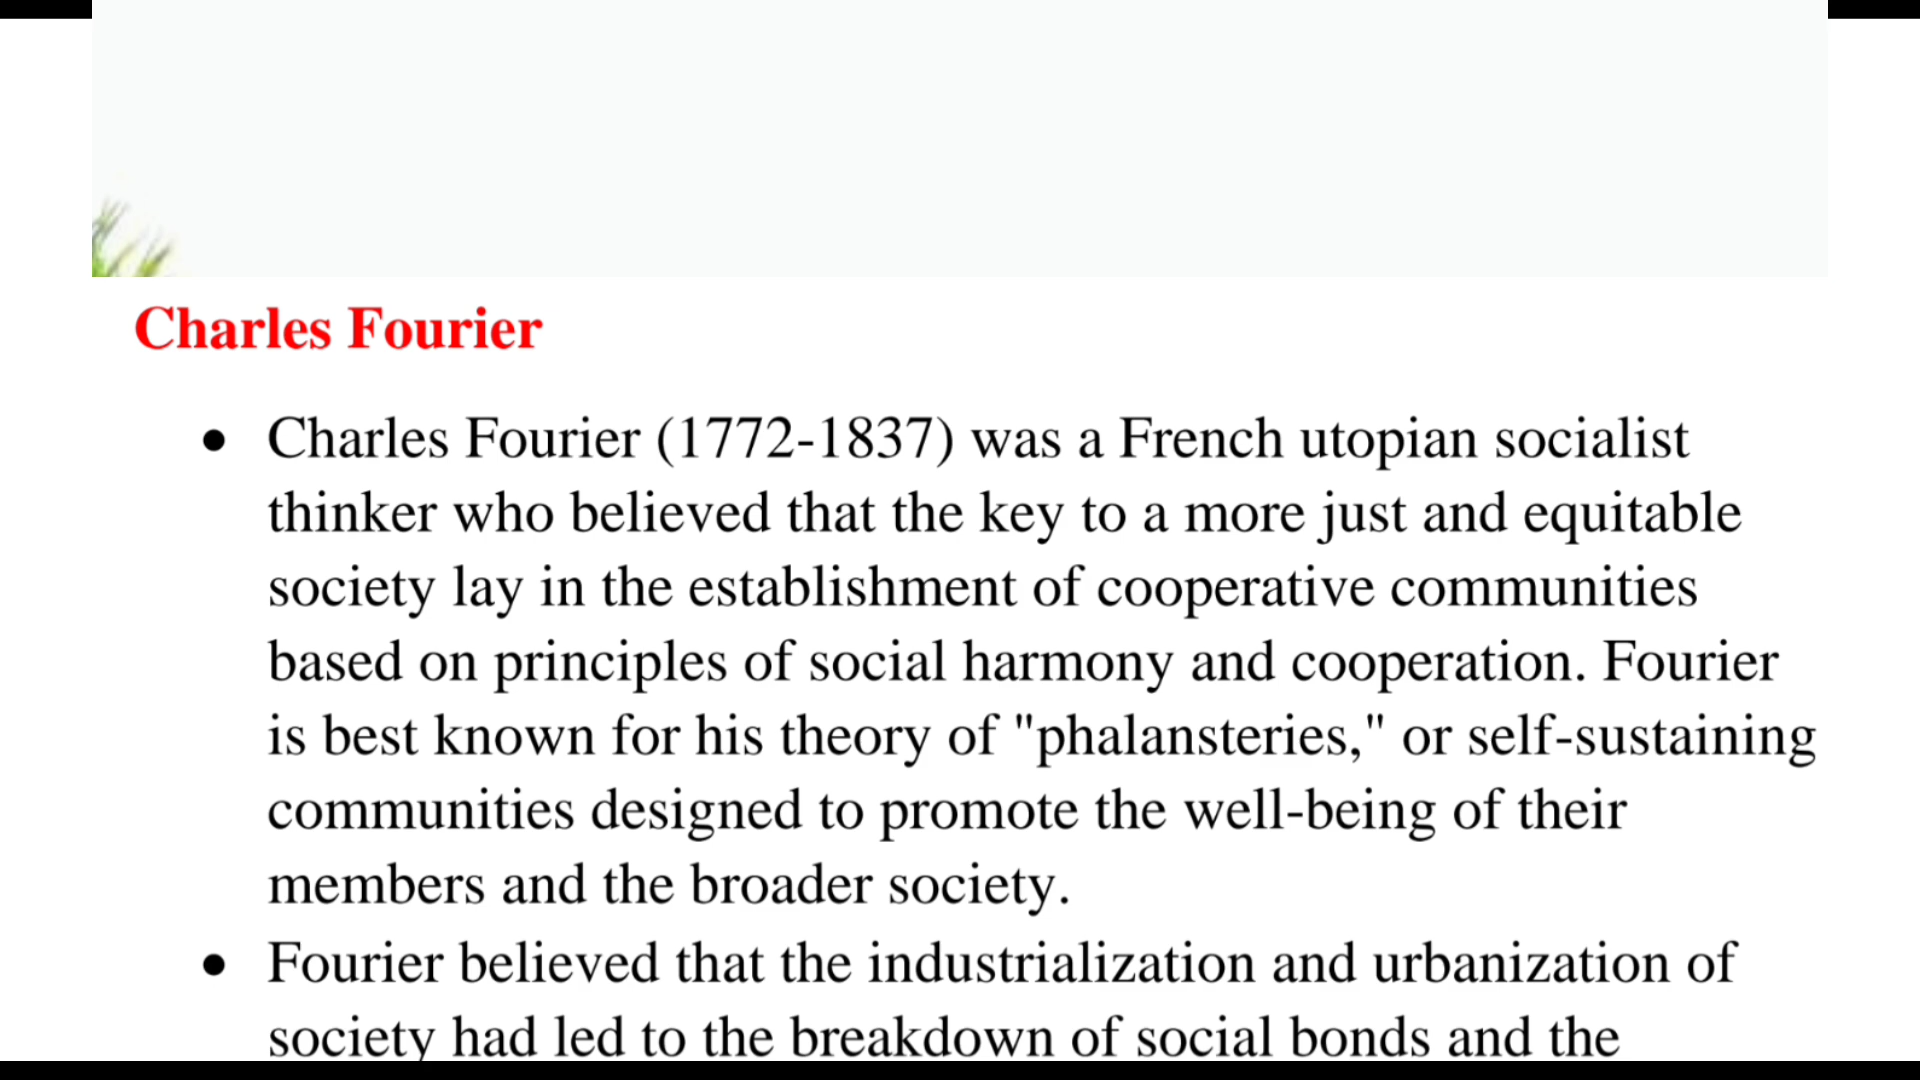 Charles Fourier
● Charles Fourier (1772-1837) was a French utopian socialist
thinker who believed that the key to a more just and equitable
society lay in the establishment of cooperative communities
based on principles of social harmony and cooperation. Fourier
is best known for his theory of "phalansteries," or self-sustaining
communities designed to promote the well-being of their
members and the broader society.
● Fourier believed that the industrialization and urbanization of
society had led to the breakdown of social bonds and the